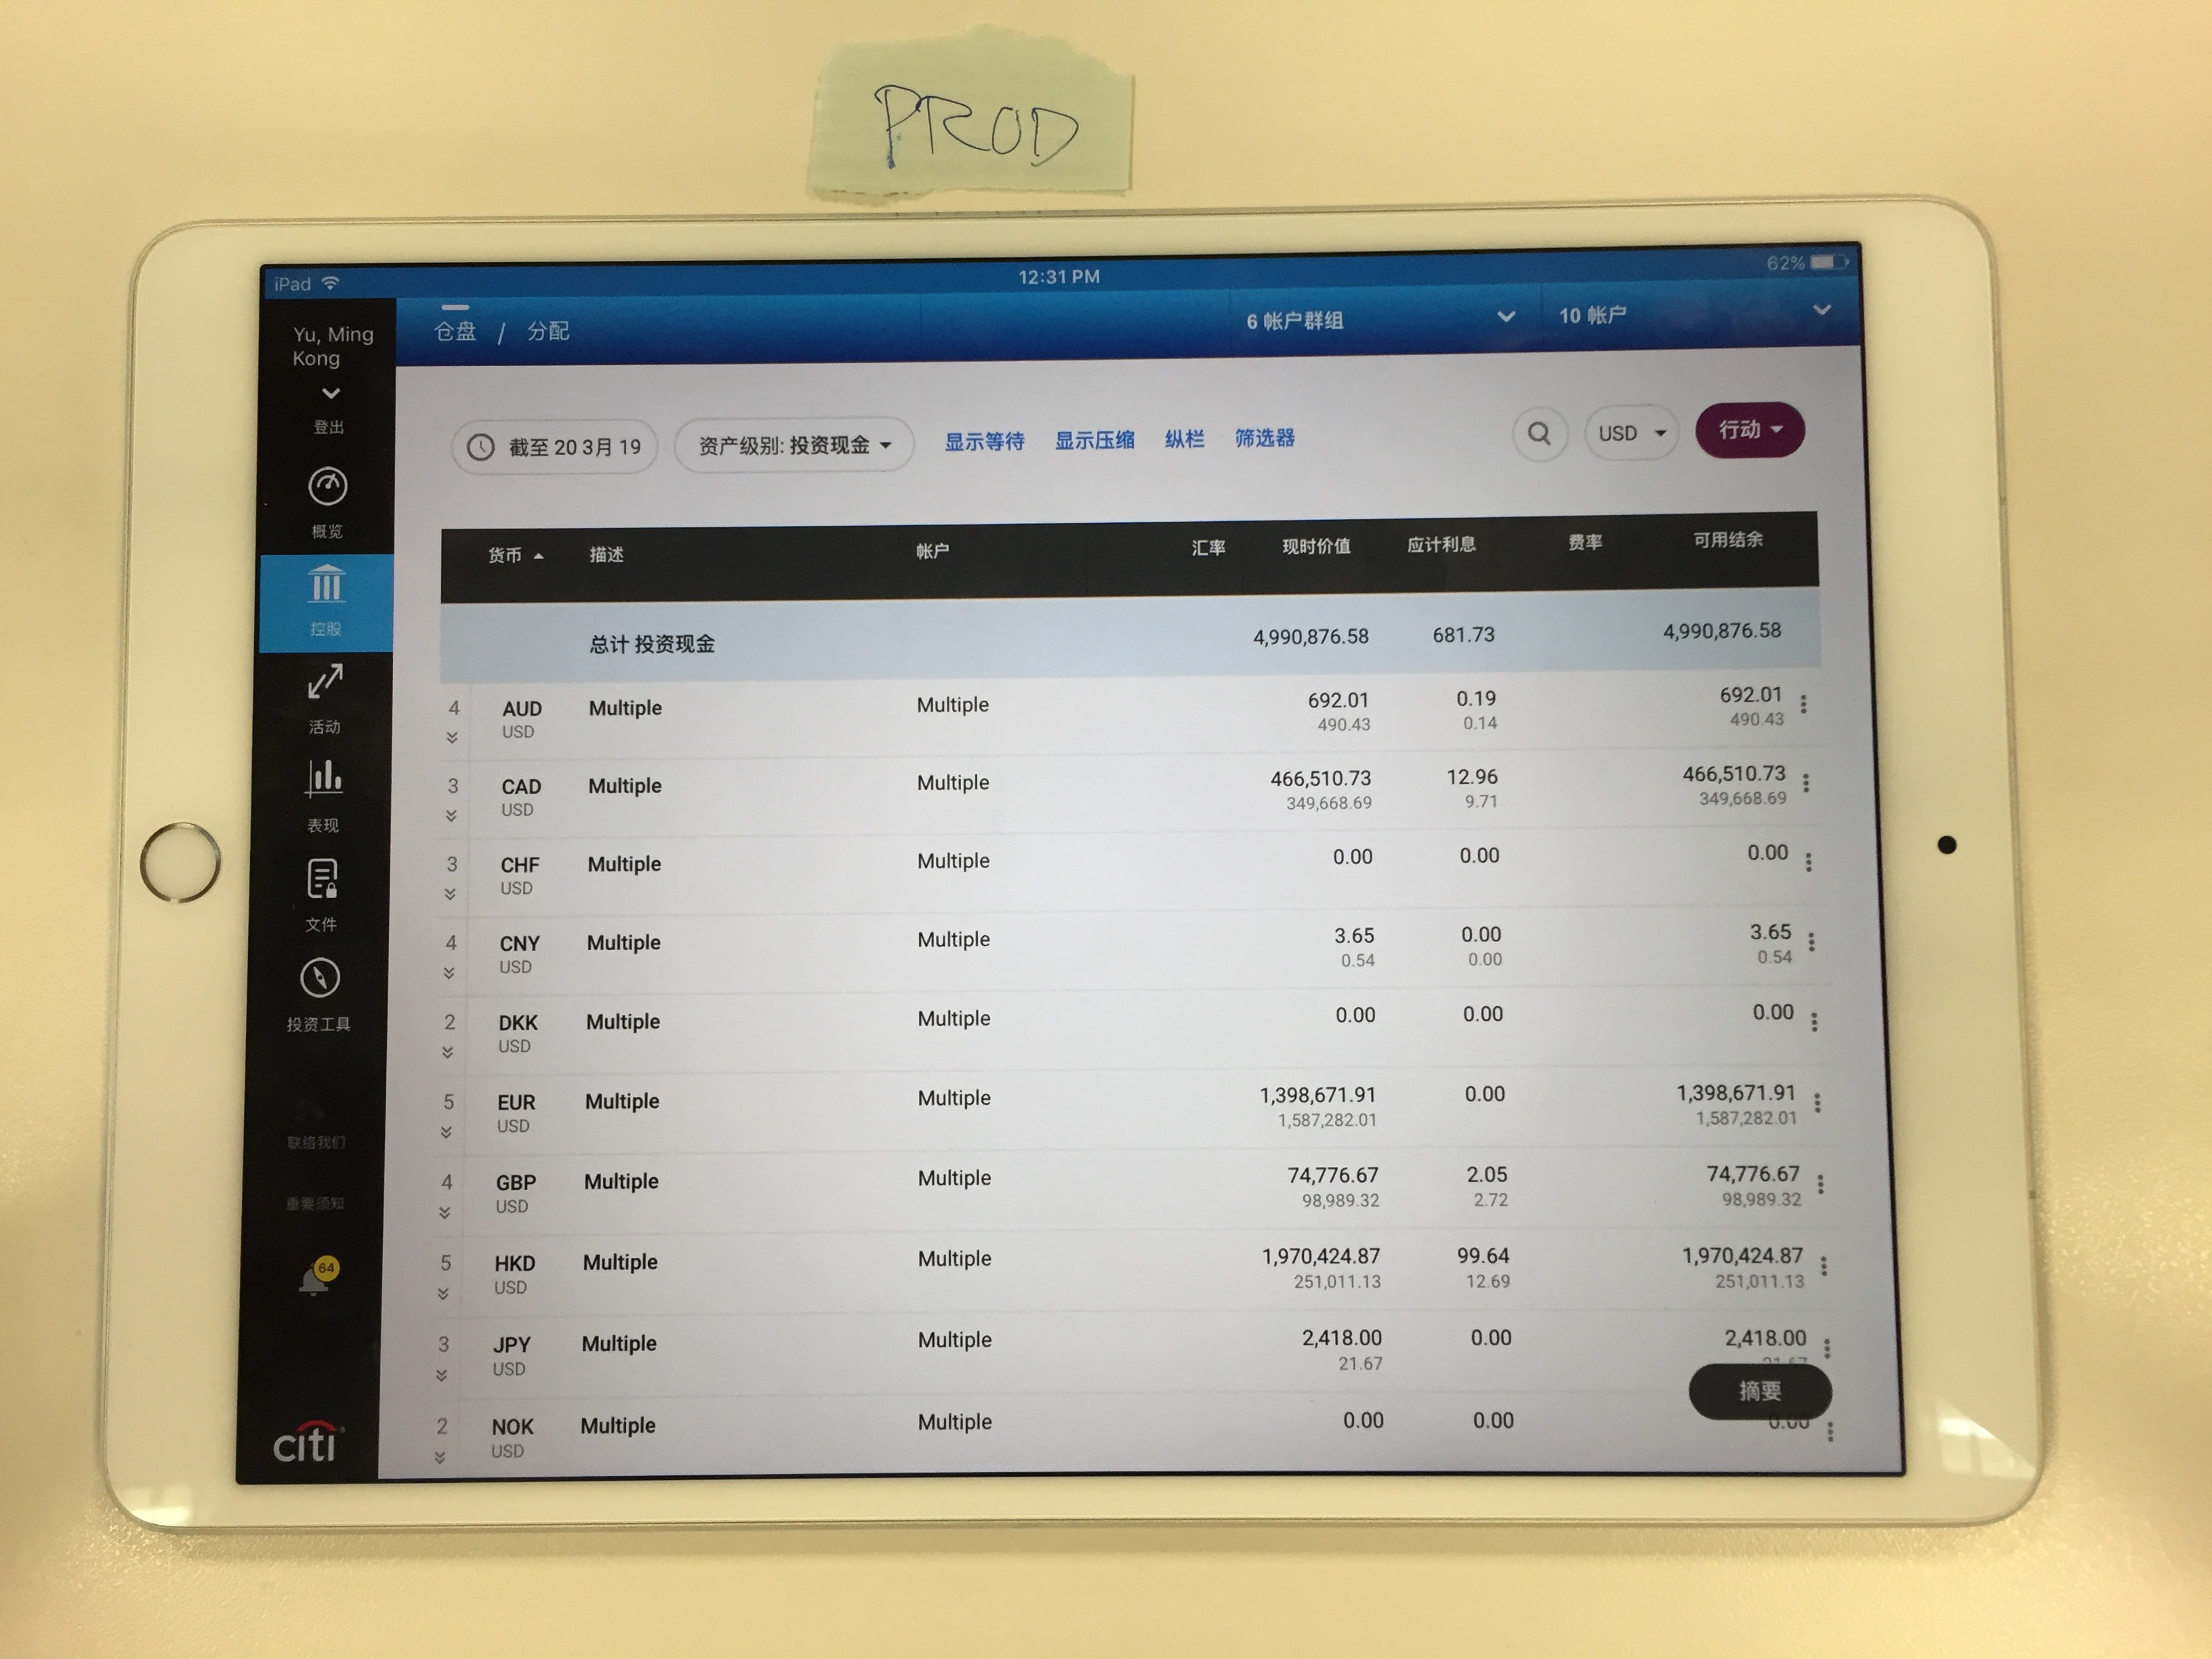 PROD
iPad
12:31 PM
62%
Yu, Ming
Kong
登出
概览
控股
活动
表现
文件
投资工具
联络我们
重要须知
64
citi
仓盘 / 分配
6 帐户群组
10 帐户
截至 20 3月 19
资产级别: 投资现金
显示等待
显示压缩
纵栏
筛选器
USD
行动
货币 描述 帐户 汇率 现时价值 应计利息 费率 可用结余
总计 投资现金 4,990,876.58 681.73 4,990,876.58
4 AUD Multiple Multiple 692.01 0.19 692.01
USD 490.43 0.14 490.43
3 CAD Multiple Multiple 466,510.73 12.96 466,510.73
USD 349,668.69 9.71 349,668.69
3 CHF Multiple Multiple 0.00 0.00 0.00
USD
4 CNY Multiple Multiple 3.65 0.00 3.65
USD 0.54 0.00 0.54
2 DKK Multiple Multiple 0.00 0.00 0.00
USD
5 EUR Multiple Multiple 1,398,671.91 0.00 1,398,671.91
USD 1,587,282.01 1,587,282.01
4 GBP Multiple Multiple 74,776.67 2.05 74,776.67
USD 98,989.32 2.72 98,989.32
5 HKD Multiple Multiple 1,970,424.87 99.64 1,970,424.87
USD 251,011.13 12.69 251,011.13
3 JPY Multiple Multiple 2,418.00 0.00 2,418.00
USD 21.67 21.67
摘要
2 NOK Multiple Multiple 0.00 0.00 0.00
USD